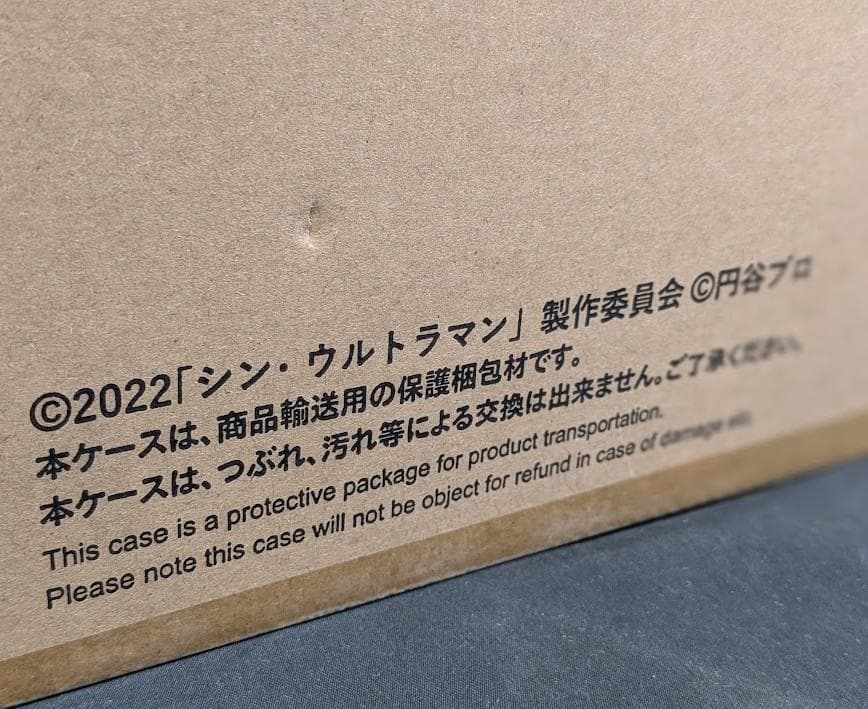 ©2022「シン・ウルトラマン」製作委員会 ©円谷プロ
本ケースは、商品輸送用の保護梱包材です。
本ケースは、つぶれ、汚れ等による交換は出来ません。ご了承ください。
This case is a protective package for product transportation.
Please note this case will not be object for refund in case of damage etc.